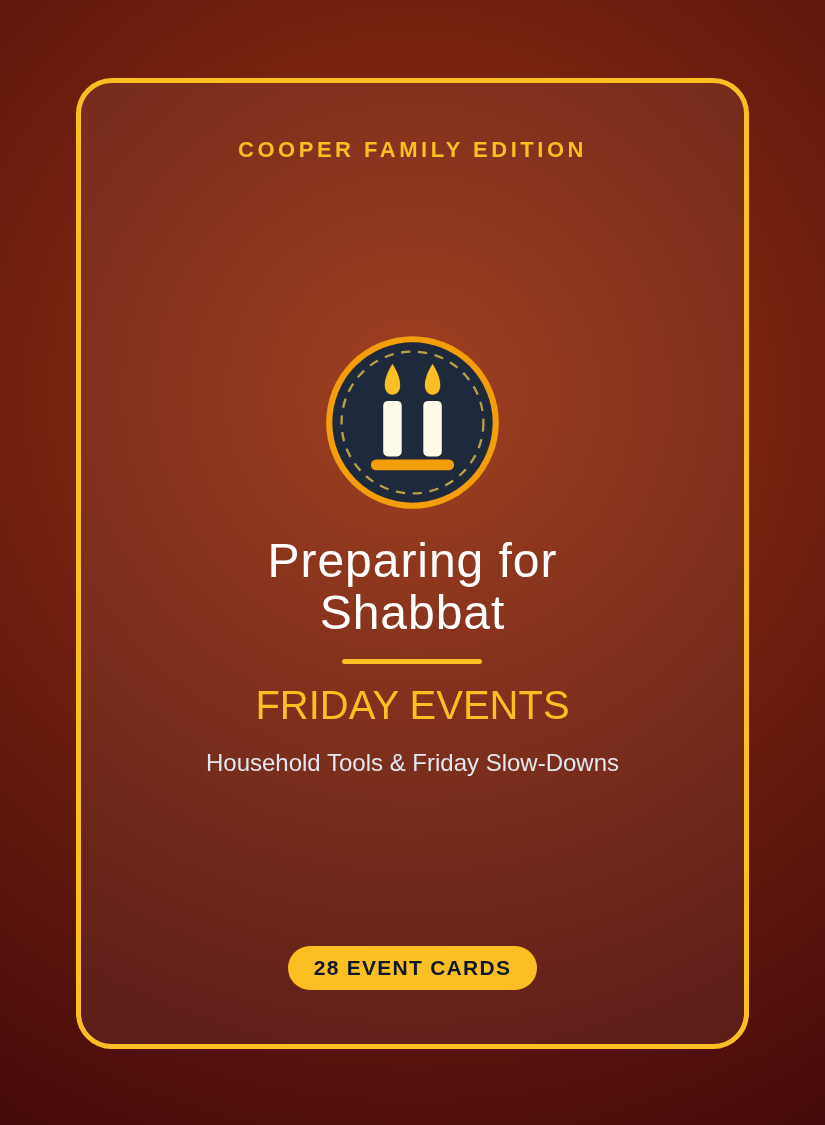 COOPER FAMILY EDITION
Preparing for
Shabbat
FRIDAY EVENTS
Household Tools & Friday Slow-Downs
28 EVENT CARDS